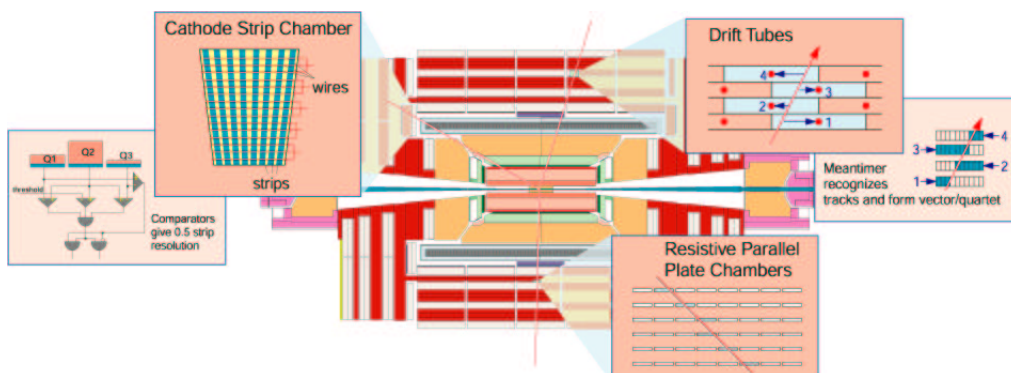 Cathode Strip Chamber
wires
strips
Q1 Q2 Q3
threshold
Comparators
give 0.5 strip
resolution
Drift Tubes
4
3
2
1
4
3
2
1
Meantimer
recognizes
tracks and form vector/quartet
Resistive Parallel
Plate Chambers